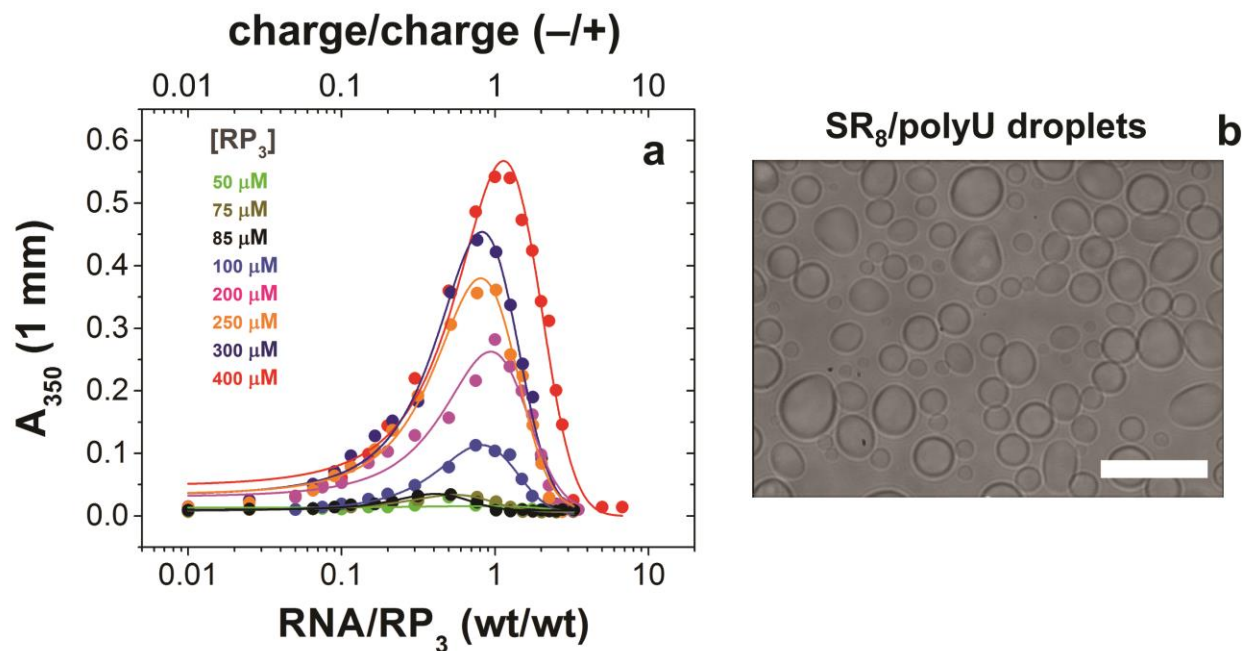 charge/charge (–/+)
0.01 0.1 1 10
0.6
0.5
0.4
0.3
0.2
0.1
0.0
A₃₅₀ (1 mm)
[RP₃]
50 μM
75 μM
85 μM
100 μM
200 μM
250 μM
300 μM
400 μM
a
0.01 0.1 1 10
RNA/RP₃ (wt/wt)
SR₈/polyU droplets
b